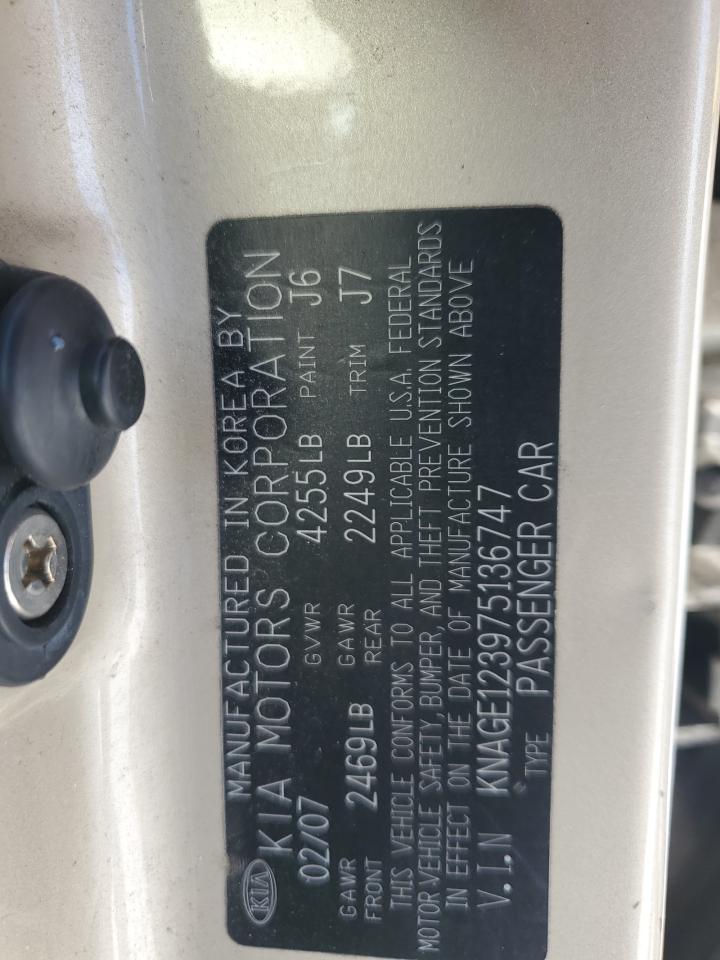 MANUFACTURED IN KOREA BY
KIA KIA MOTORS CORPORATION
02/07 GVWR 4255LB PAINT J6
GAWR FRONT 2469LB GAWR REAR 2249LB TRIM J7
THIS VEHICLE CONFORMS TO ALL APPLICABLE U.S.A. FEDERAL
MOTOR VEHICLE SAFETY, BUMPER, AND THEFT PREVENTION STANDARDS
IN EFFECT ON THE DATE OF MANUFACTURE SHOWN ABOVE
V.I.N KNAGE123975136747
TYPE PASSENGER CAR